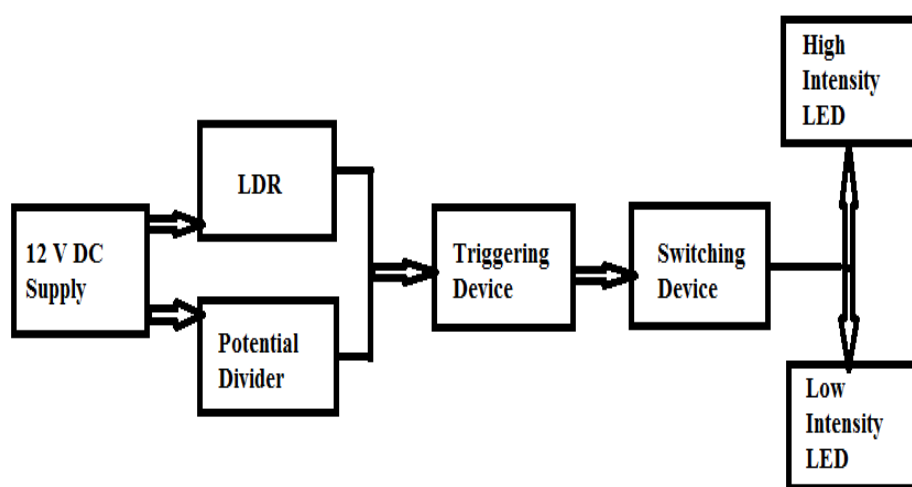 High
Intensity
LED
LDR
12 V DC
Supply
Triggering
Device
Switching
Device
Potential
Divider
Low
Intensity
LED